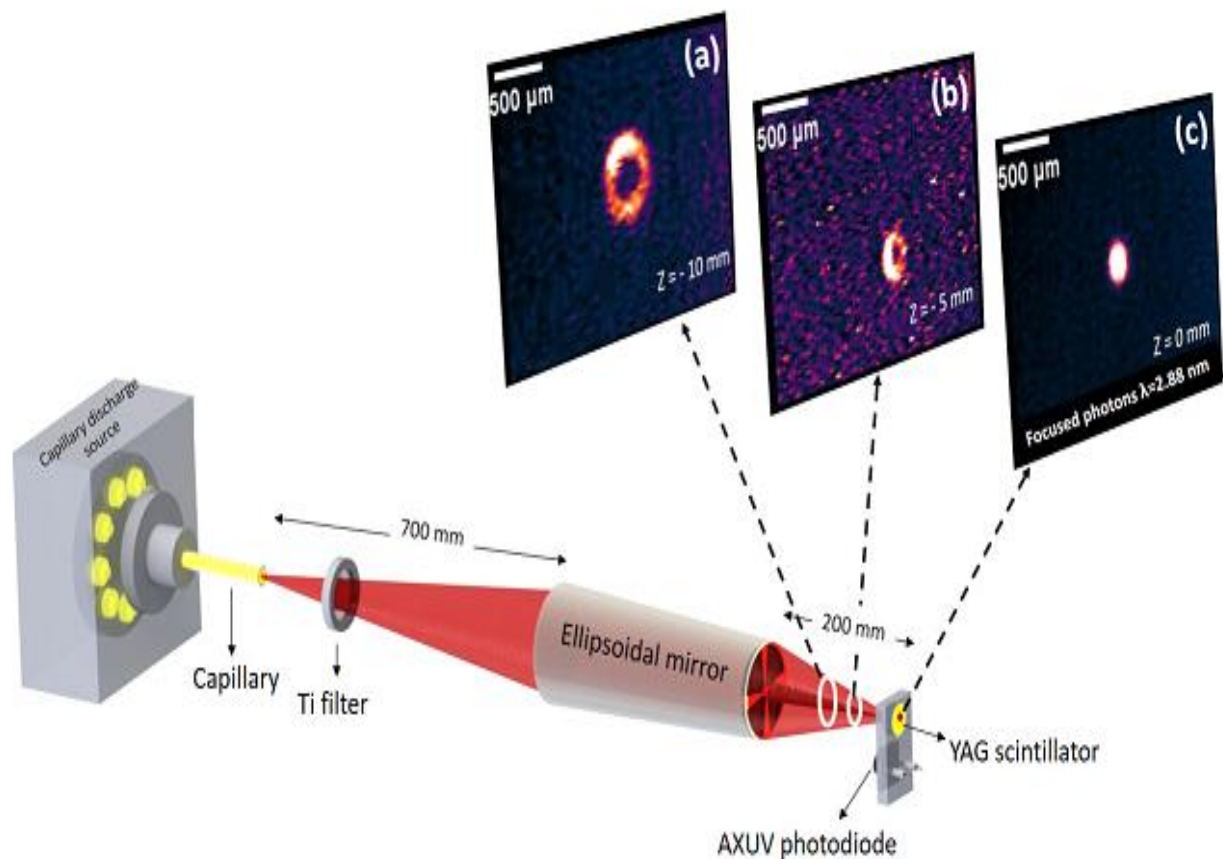 (a)
500 µm
Z = - 10 mm
(b)
500 µm
Z = - 5 mm
(c)
500 µm
Z = 0 mm
Focused photons λ=2.88 nm
Capillary discharge
source
700 mm
Ellipsoidal mirror
200 mm
Capillary
Ti filter
YAG scintillator
AXUV photodiode